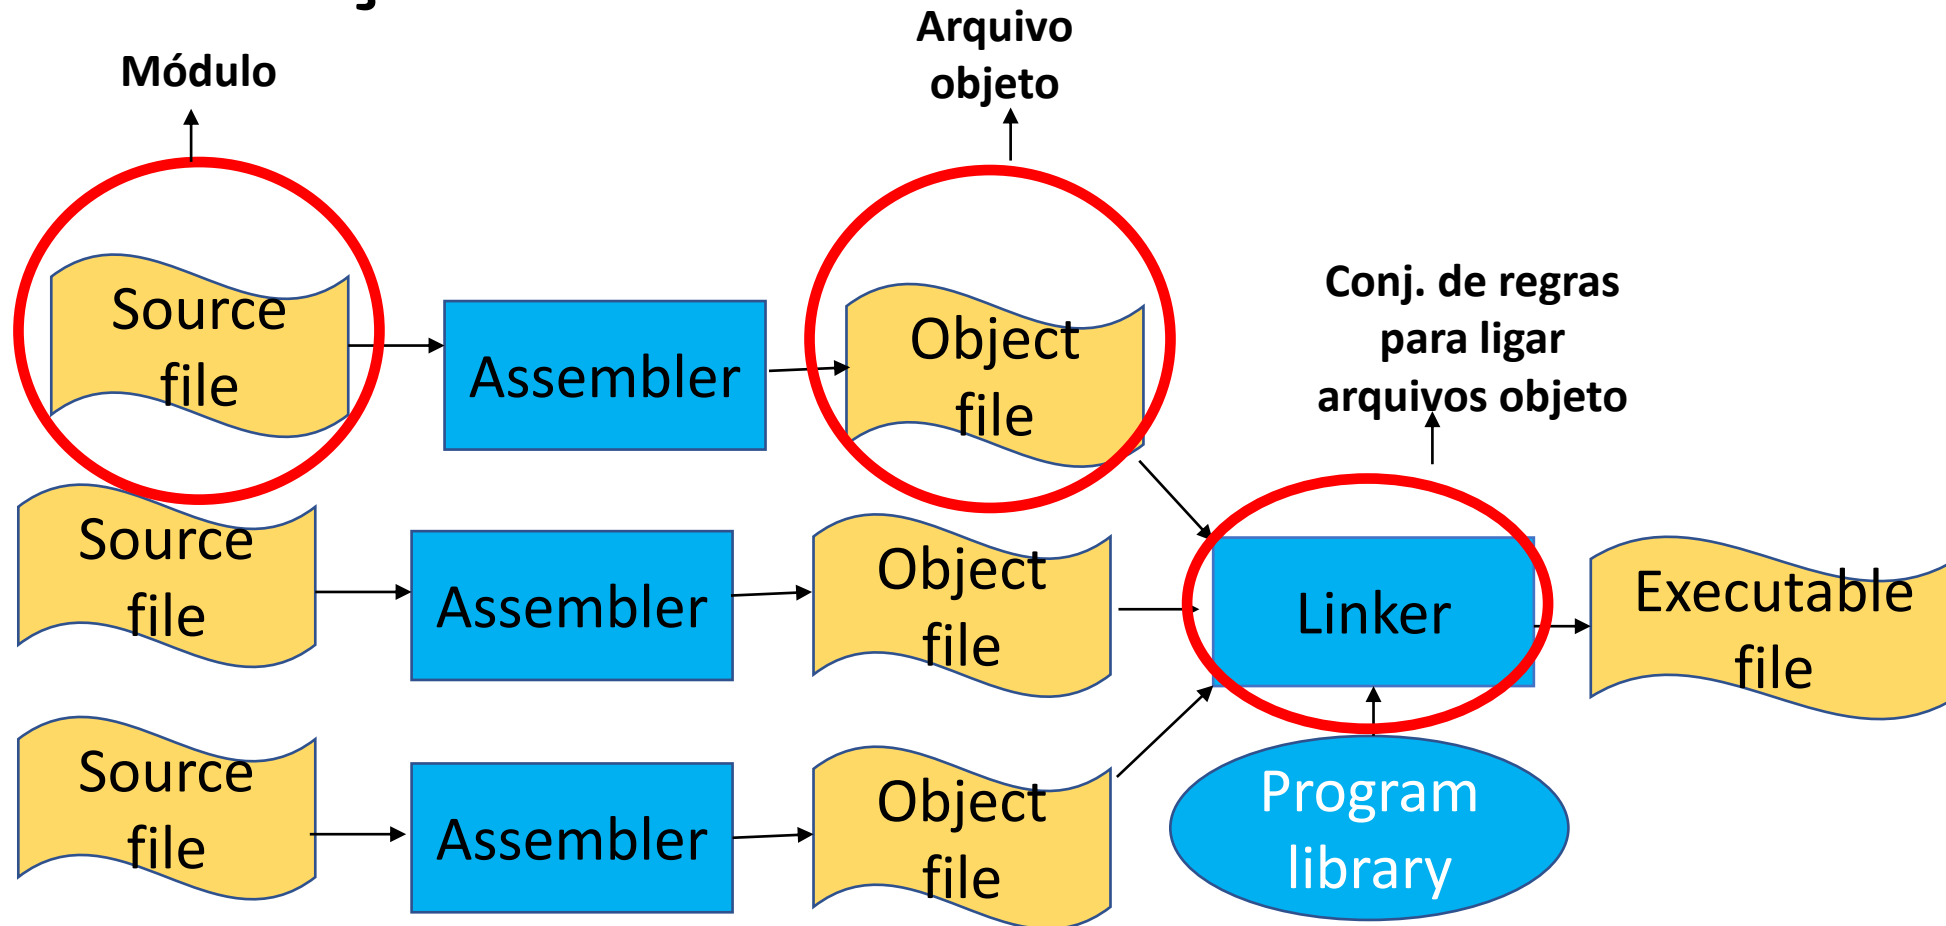 Módulo
Arquivo
objeto
Conj. de regras
para ligar
arquivos objeto
Source
file
Assembler
Object
file
Source
file
Assembler
Object
file
Linker
Executable
file
Source
file
Assembler
Object
file
Program
library